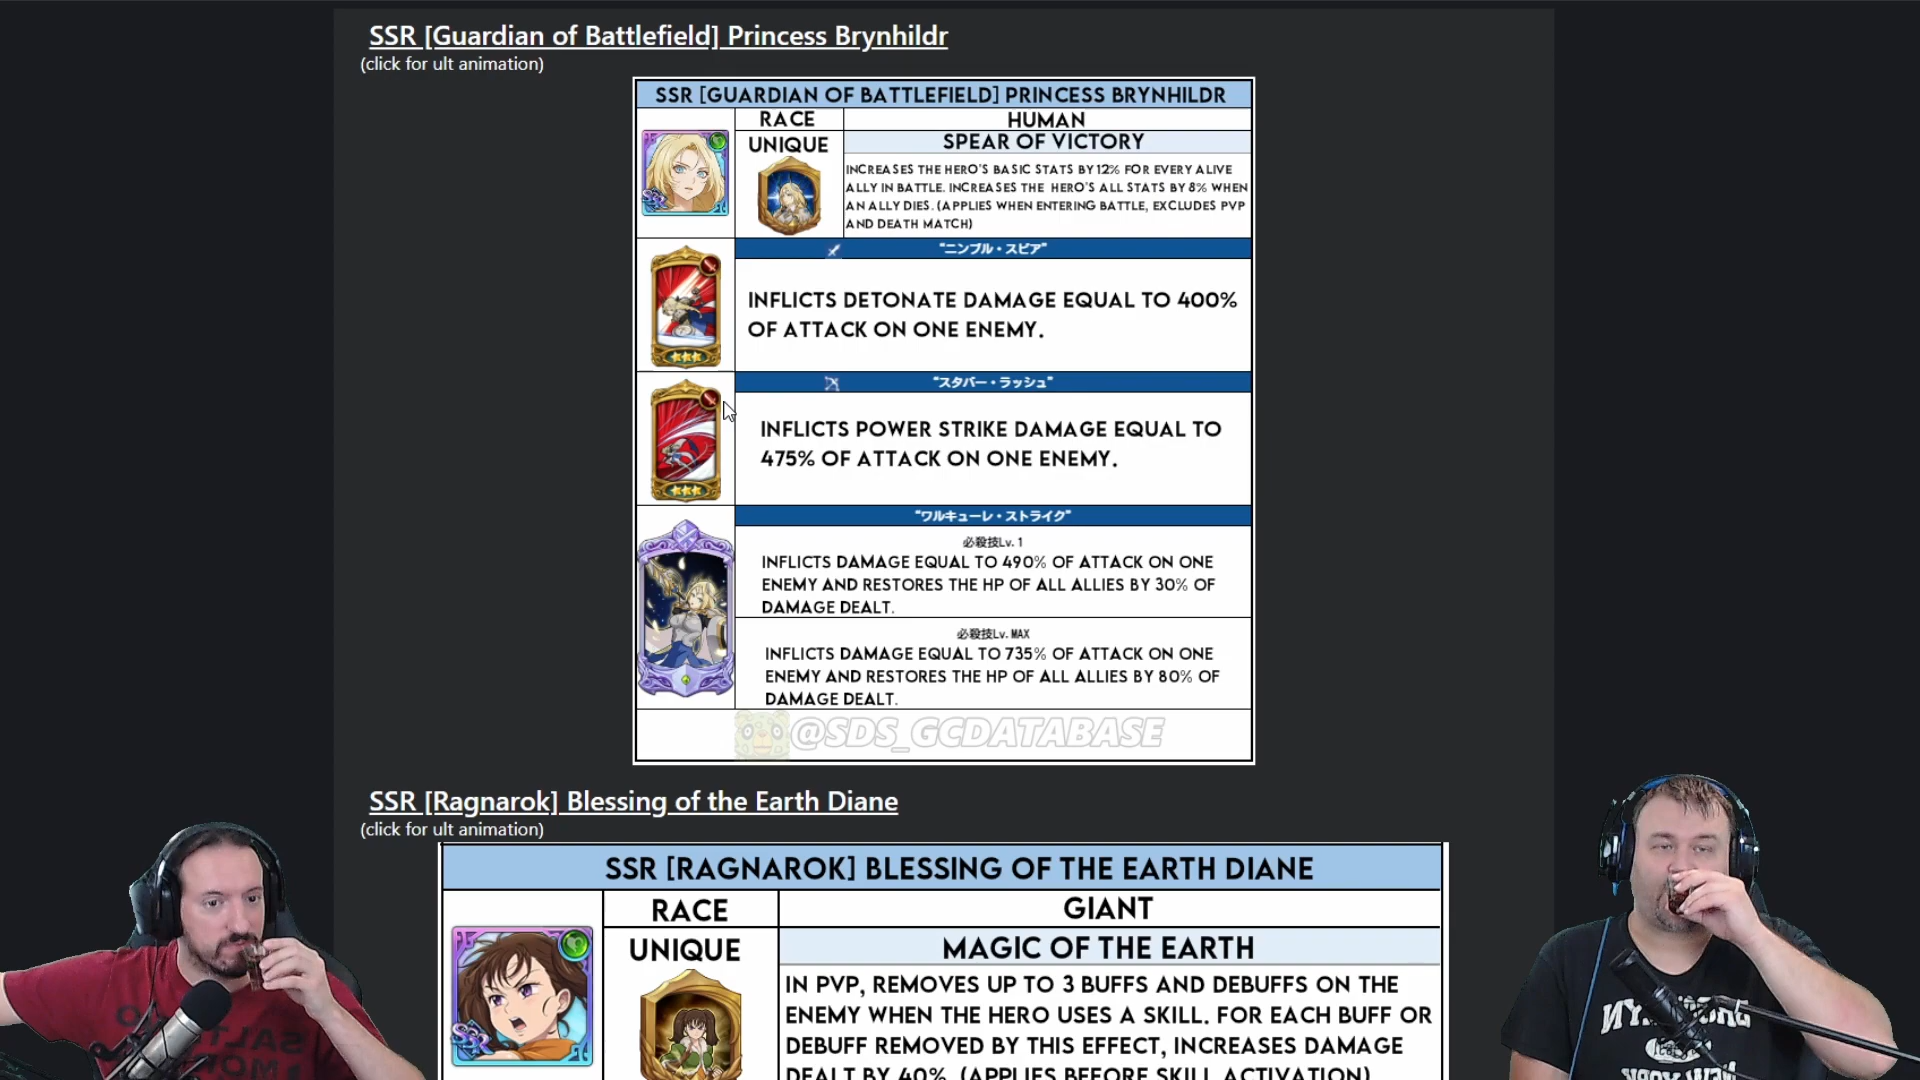 SSR [Guardian of Battlefield] Princess Brynhildr
(click for ult animation)
SSR [GUARDIAN OF BATTLEFIELD] PRINCESS BRYNHILDR
RACE
HUMAN
UNIQUE
SPEAR OF VICTORY
INCREASES THE HERO'S BASIC STATS BY 12% FOR EVERY ALIVE
ALLY IN BATTLE. INCREASES THE HERO'S ALL STATS BY 8% WHEN
AN ALLY DIES. (APPLIES WHEN ENTERING BATTLE, EXCLUDES PVP
AND DEATH MATCH)
SSR
"ニンブル・スピア"
INFLICTS DETONATE DAMAGE EQUAL TO 400%
OF ATTACK ON ONE ENEMY.
"スタバー・ラッシュ"
INFLICTS POWER STRIKE DAMAGE EQUAL TO
475% OF ATTACK ON ONE ENEMY.
"ワルキューレ・ストライク"
必殺技Lv. 1
INFLICTS DAMAGE EQUAL TO 490% OF ATTACK ON ONE
ENEMY AND RESTORES THE HP OF ALL ALLIES BY 30% OF
DAMAGE DEALT.
必殺技Lv. MAX
INFLICTS DAMAGE EQUAL TO 735% OF ATTACK ON ONE
ENEMY AND RESTORES THE HP OF ALL ALLIES BY 80% OF
DAMAGE DEALT.
@SDS_GCDATABASE
SSR [Ragnarok] Blessing of the Earth Diane
(click for ult animation)
SSR [RAGNAROK] BLESSING OF THE EARTH DIANE
RACE
GIANT
UNIQUE
MAGIC OF THE EARTH
IN PVP, REMOVES UP TO 3 BUFFS AND DEBUFFS ON THE
ENEMY WHEN THE HERO USES A SKILL. FOR EACH BUFF OR
DEBUFF REMOVED BY THIS EFFECT, INCREASES DAMAGE
DEALT BY 40%. (APPLIES BEFORE SKILL ACTIVATION)
SSR